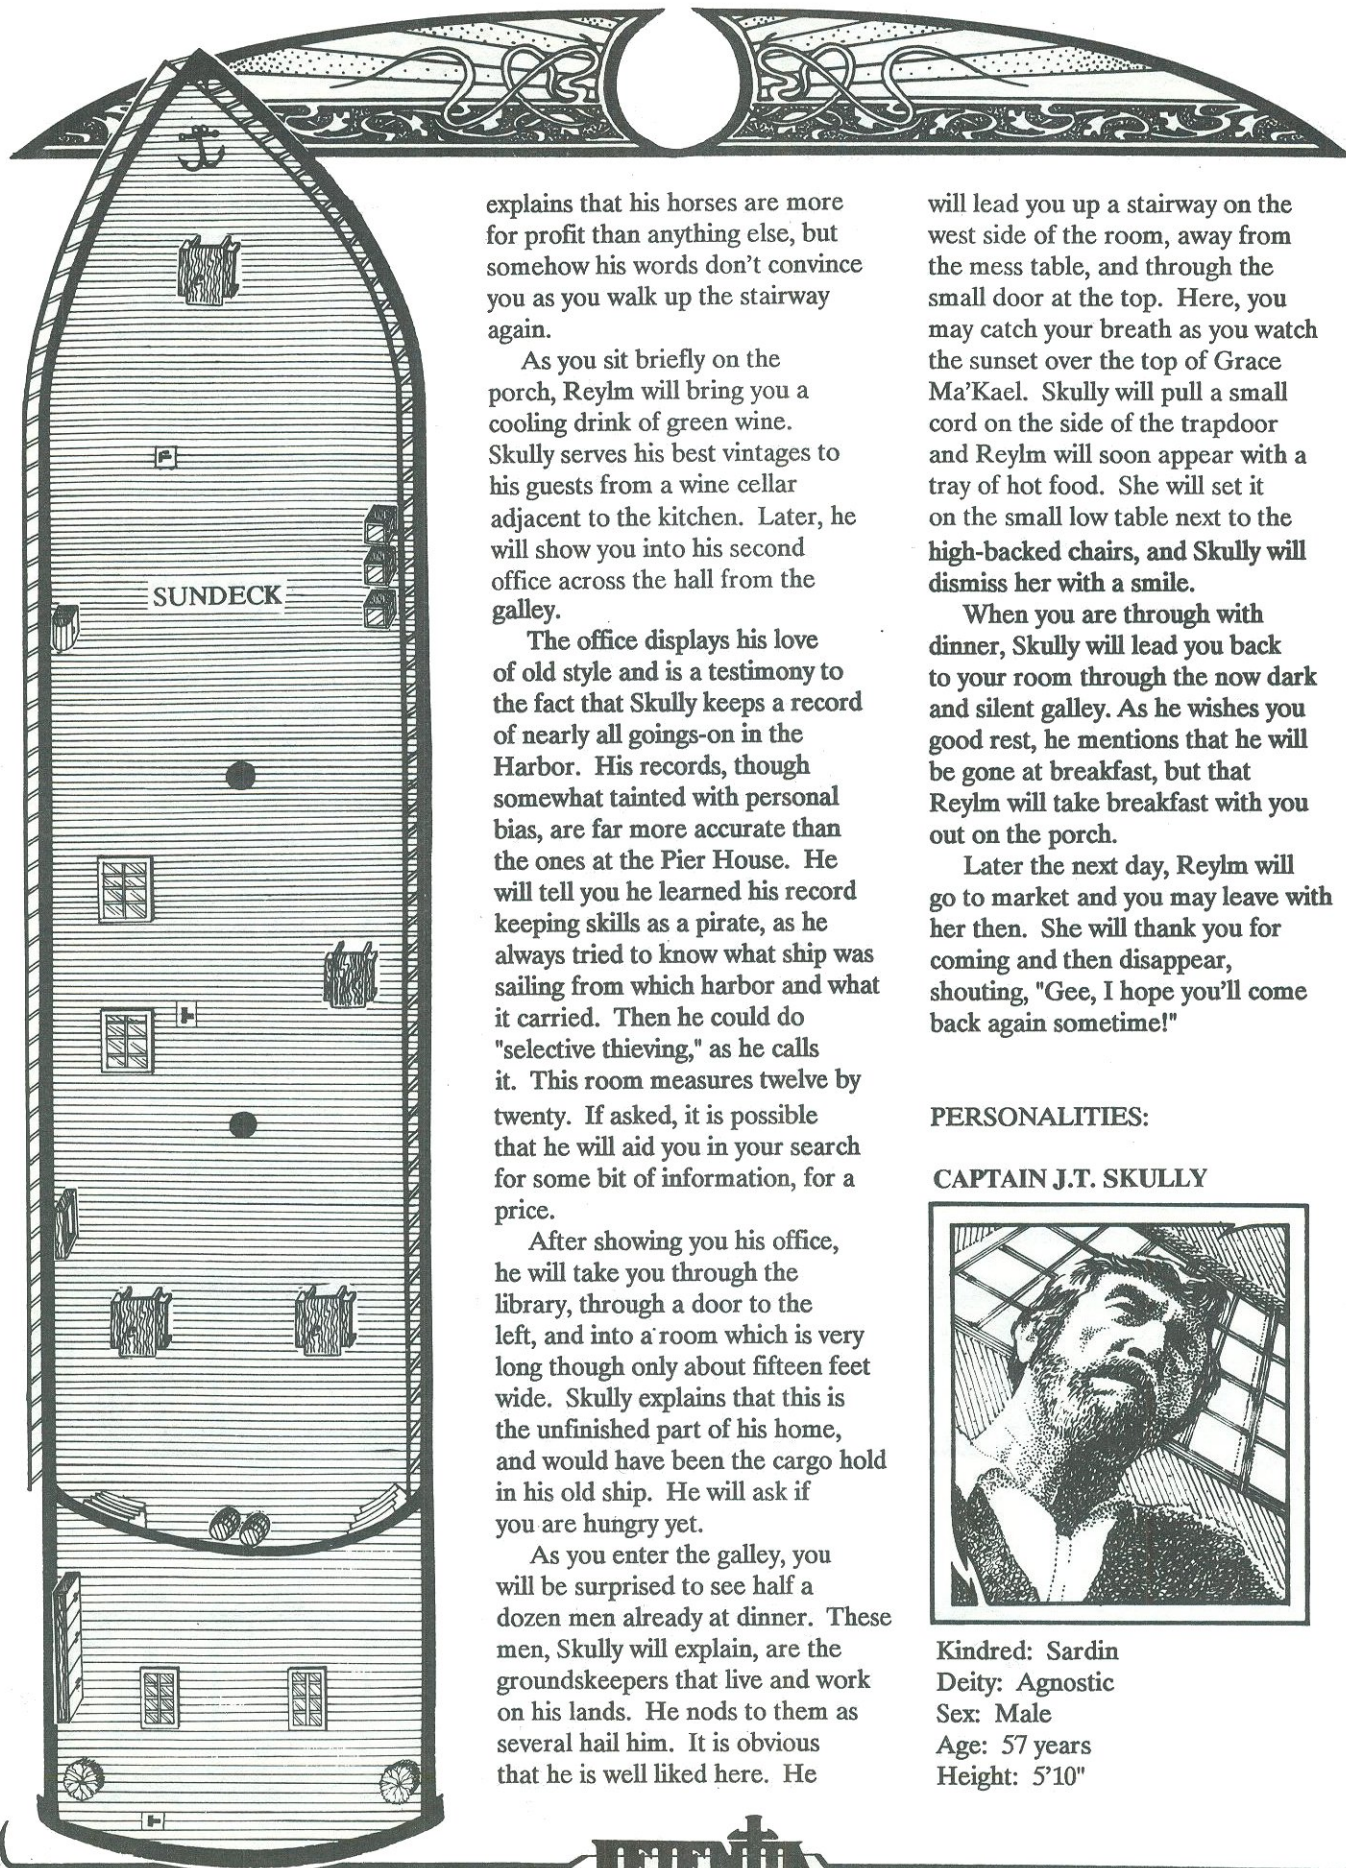 SUNDECK
explains that his horses are more
for profit than anything else, but
somehow his words don't convince
you as you walk up the stairway
again.
As you sit briefly on the
porch, Reylm will bring you a
cooling drink of green wine.
Skully serves his best vintages to
his guests from a wine cellar
adjacent to the kitchen. Later, he
will show you into his second
office across the hall from the
galley.
The office displays his love
of old style and is a testimony to
the fact that Skully keeps a record
of nearly all goings-on in the
Harbor. His records, though
somewhat tainted with personal
bias, are far more accurate than
the ones at the Pier House. He
will tell you he learned his record
keeping skills as a pirate, as he
always tried to know what ship was
sailing from which harbor and what
it carried. Then he could do
"selective thieving," as he calls
it. This room measures twelve by
twenty. If asked, it is possible
that he will aid you in your search
for some bit of information, for a
price.
After showing you his office,
he will take you through the
library, through a door to the
left, and into a room which is very
long though only about fifteen feet
wide. Skully explains that this is
the unfinished part of his home,
and would have been the cargo hold
in his old ship. He will ask if
you are hungry yet.
As you enter the galley, you
will be surprised to see half a
dozen men already at dinner. These
men, Skully will explain, are the
groundskeepers that live and work
on his lands. He nods to them as
several hail him. It is obvious
that he is well liked here. He
will lead you up a stairway on the
west side of the room, away from
the mess table, and through the
small door at the top. Here, you
may catch your breath as you watch
the sunset over the top of Grace
Ma'Kael. Skully will pull a small
cord on the side of the trapdoor
and Reylm will soon appear with a
tray of hot food. She will set it
on the small low table next to the
high-backed chairs, and Skully will
dismiss her with a smile.
When you are through with
dinner, Skully will lead you back
to your room through the now dark
and silent galley. As he wishes you
good rest, he mentions that he will
be gone at breakfast, but that
Reylm will take breakfast with you
out on the porch.
Later the next day, Reylm will
go to market and you may leave with
her then. She will thank you for
coming and then disappear,
shouting, "Gee, I hope you'll come
back again sometime!"
PERSONALITIES:
CAPTAIN J.T. SKULLY
Kindred: Sardin
Deity: Agnostic
Sex: Male
Age: 57 years
Height: 5'10"